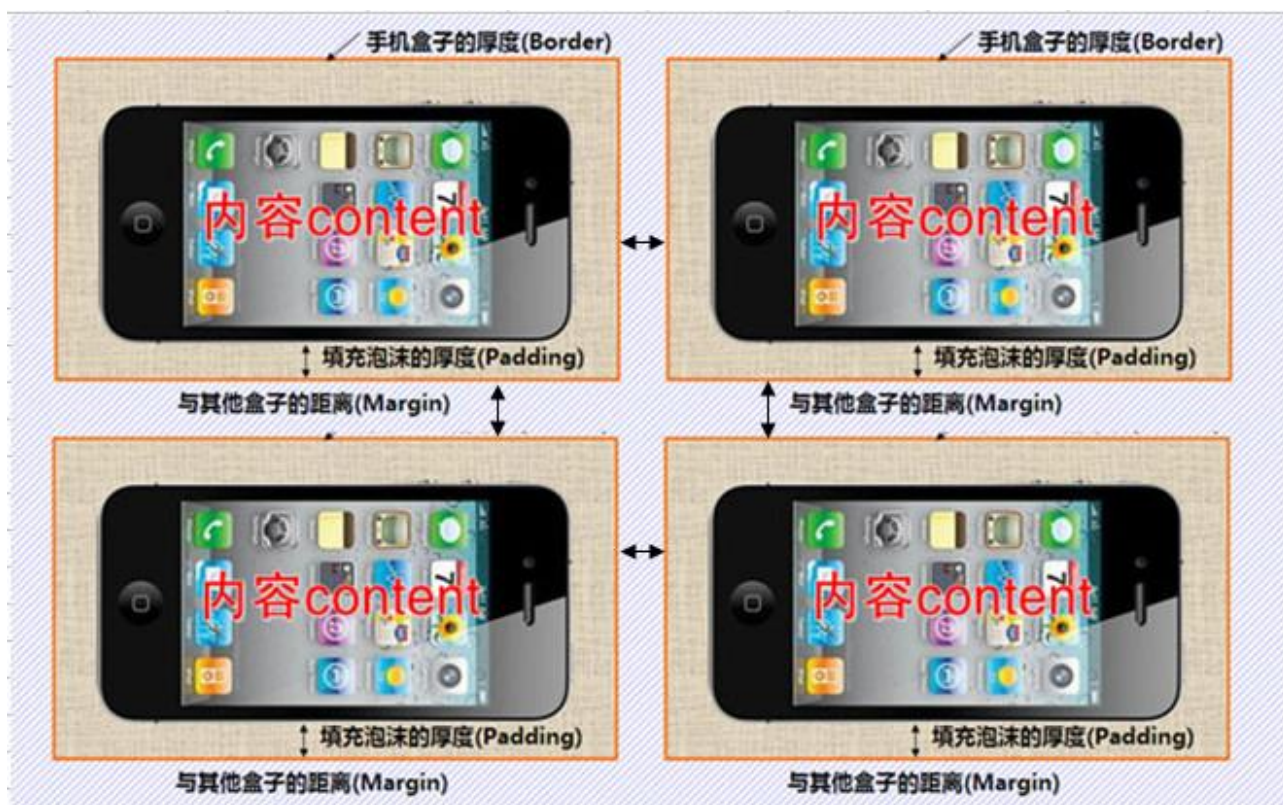 手机盒子的厚度(Border)
手机盒子的厚度(Border)
内容content
内容content
填充泡沫的厚度(Padding)
填充泡沫的厚度(Padding)
与其他盒子的距离(Margin)
与其他盒子的距离(Margin)
内容content
内容content
填充泡沫的厚度(Padding)
填充泡沫的厚度(Padding)
与其他盒子的距离(Margin)
与其他盒子的距离(Margin)